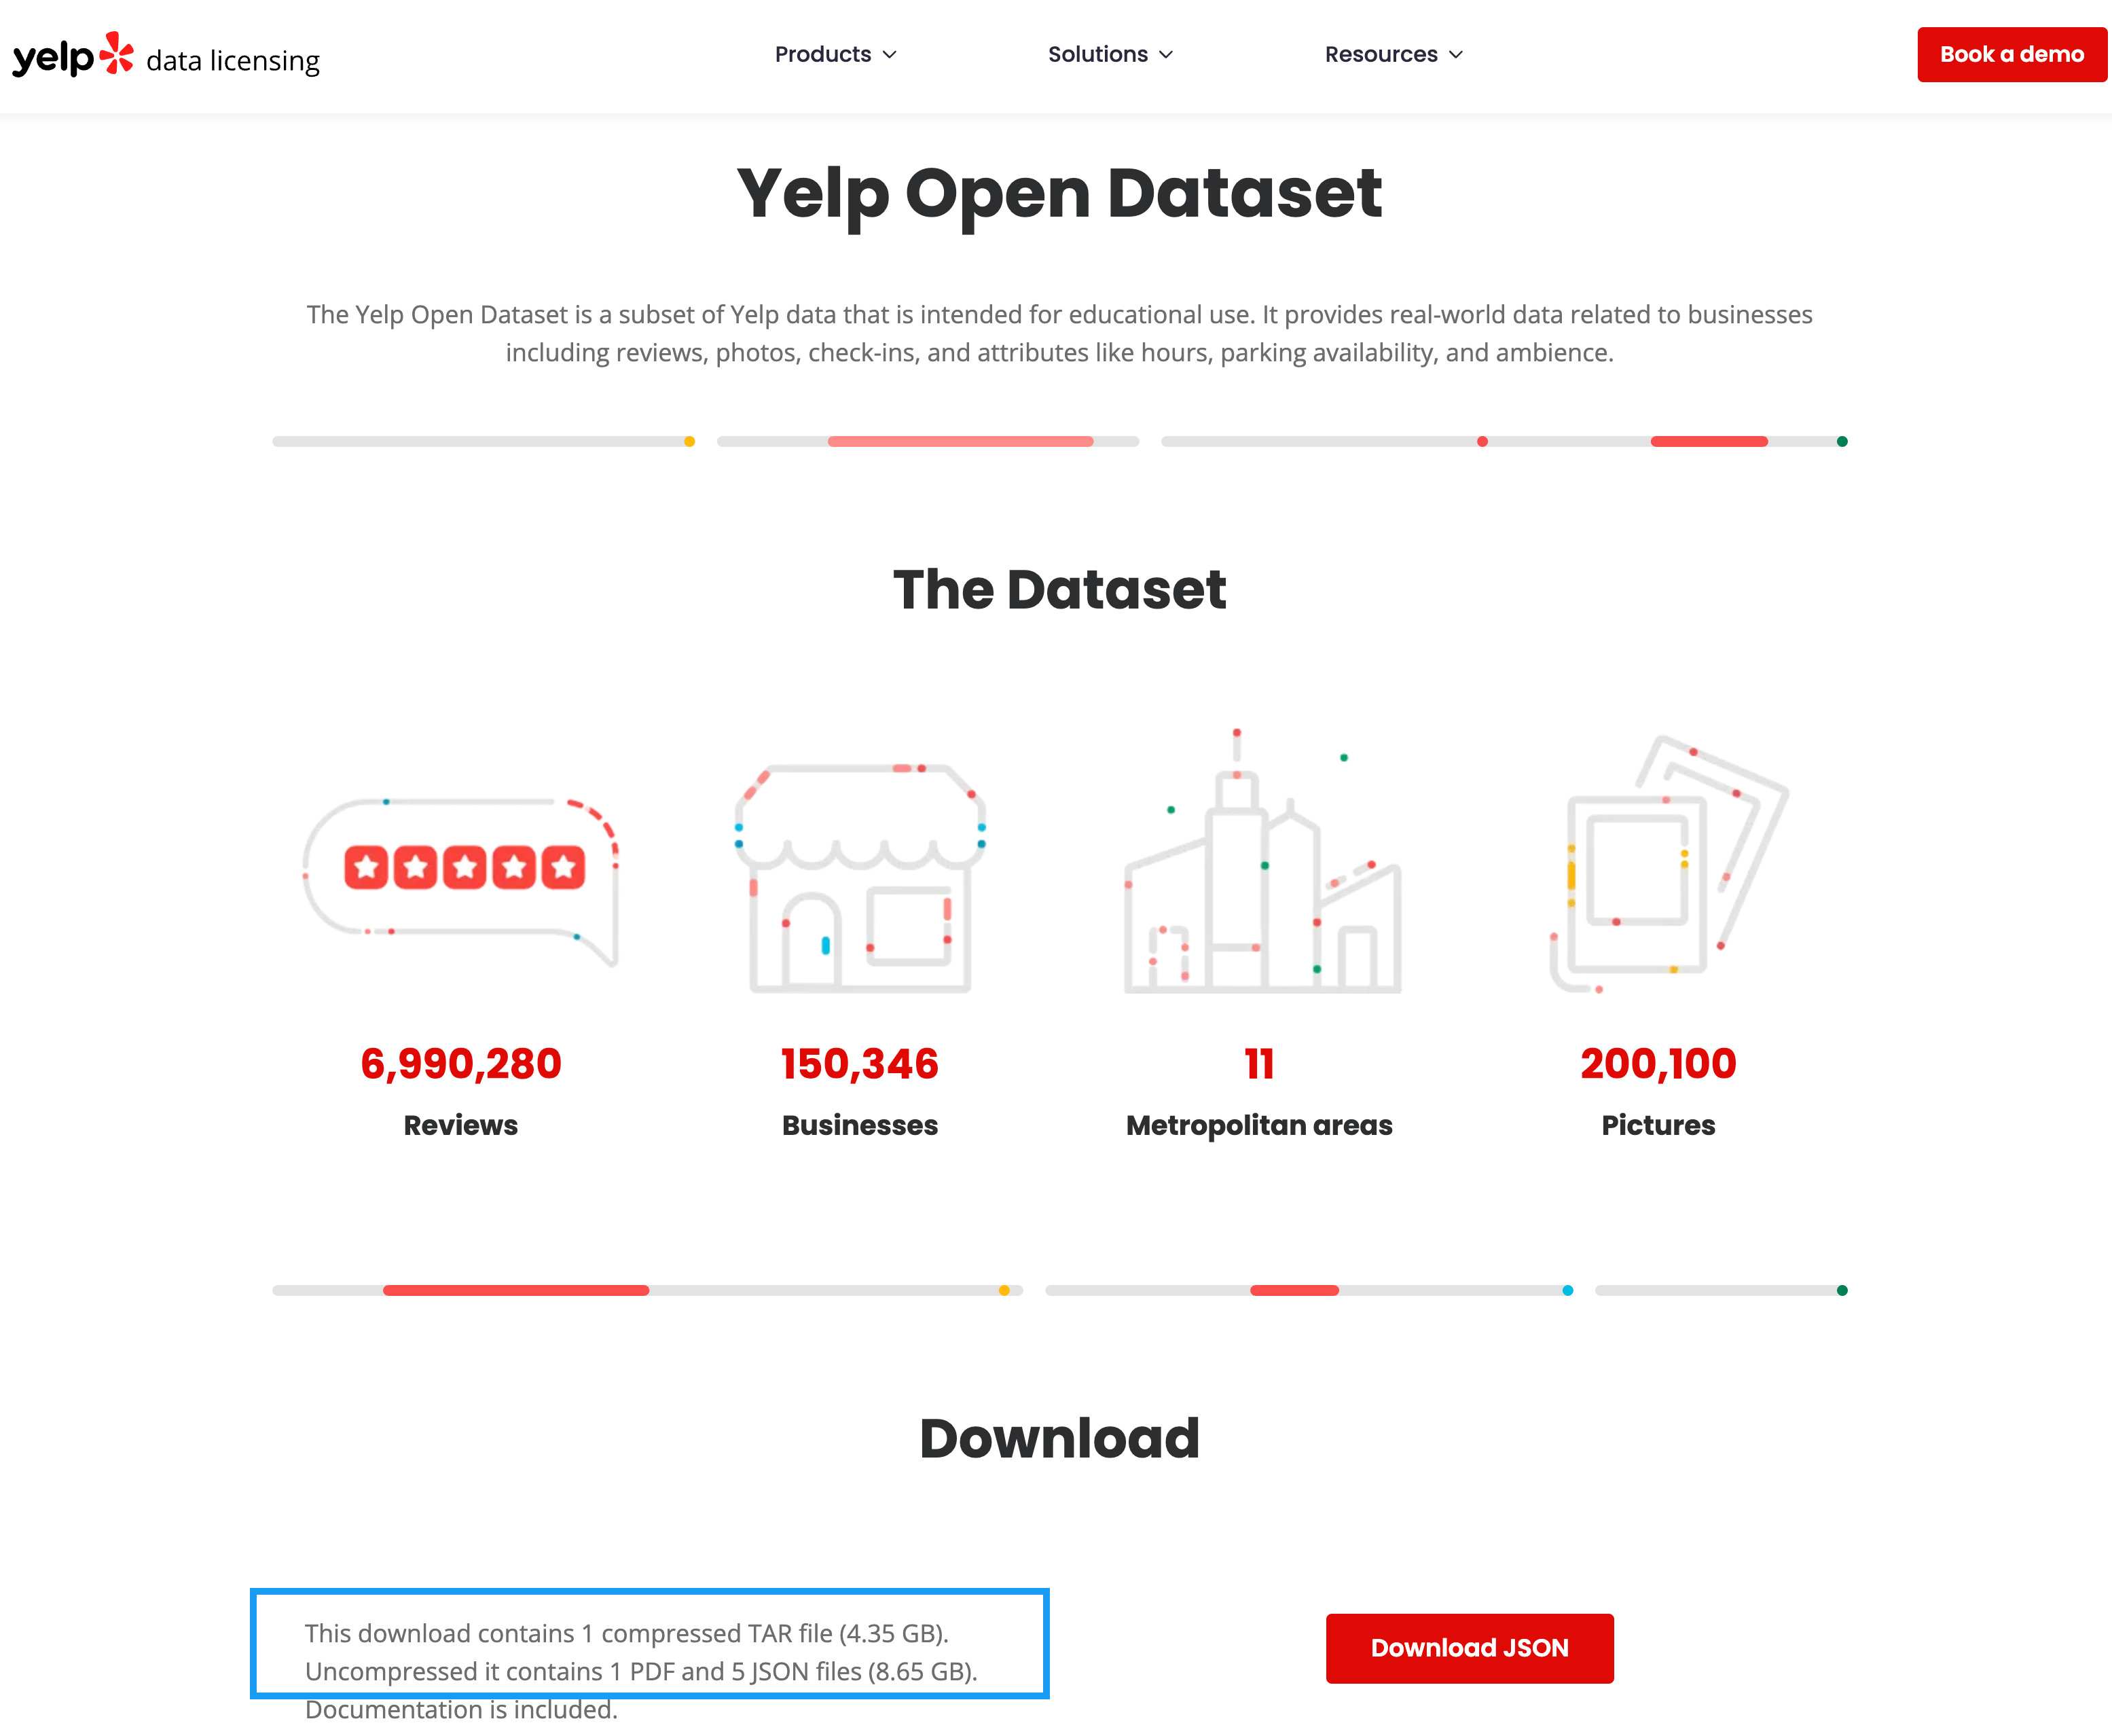 yelp data licensing
Products
Solutions
Resources
Book a demo
Yelp Open Dataset
The Yelp Open Dataset is a subset of Yelp data that is intended for educational use. It provides real-world data related to businesses
including reviews, photos, check-ins, and attributes like hours, parking availability, and ambience.
The Dataset
6,990,280
Reviews
150,346
Businesses
11
Metropolitan areas
200,100
Pictures
Download
This download contains 1 compressed TAR file (4.35 GB).
Uncompressed it contains 1 PDF and 5 JSON files (8.65 GB).
Documentation is included.
Download JSON